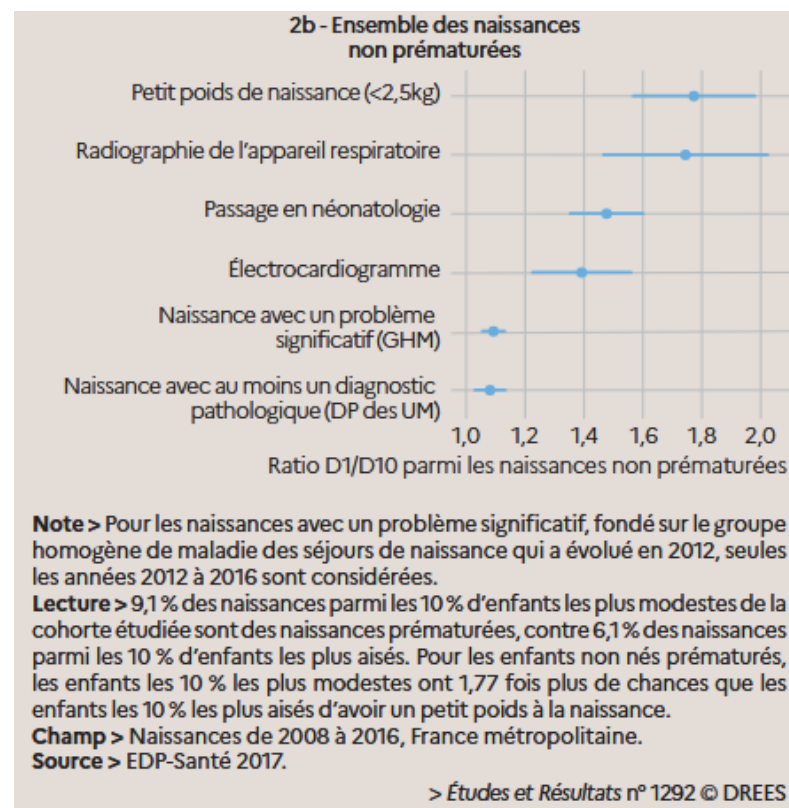 2b - Ensemble des naissances
non prématurées
Petit poids de naissance (<2,5kg)
Radiographie de l'appareil respiratoire
Passage en néonatologie
Électrocardiogramme
Naissance avec un problème
significatif (GHM)
Naissance avec au moins un diagnostic
pathologique (DP des UM)
1,0 1,2 1,4 1,6 1,8 2,0
Ratio D1/D10 parmi les naissances non prématurées
Note > Pour les naissances avec un problème significatif, fondé sur le groupe
homogène de maladie des séjours de naissance qui a évolué en 2012, seules
les années 2012 à 2016 sont considérées.
Lecture > 9,1 % des naissances parmi les 10 % d'enfants les plus modestes de la
cohorte étudiée sont des naissances prématurées, contre 6,1 % des naissances
parmi les 10 % d'enfants les plus aisés. Pour les enfants non nés prématurés,
les enfants les 10 % les plus modestes ont 1,77 fois plus de chances que les
enfants les 10 % les plus aisés d'avoir un petit poids à la naissance.
Champ > Naissances de 2008 à 2016, France métropolitaine.
Source > EDP-Santé 2017.
> Études et Résultats n° 1292 © DREES